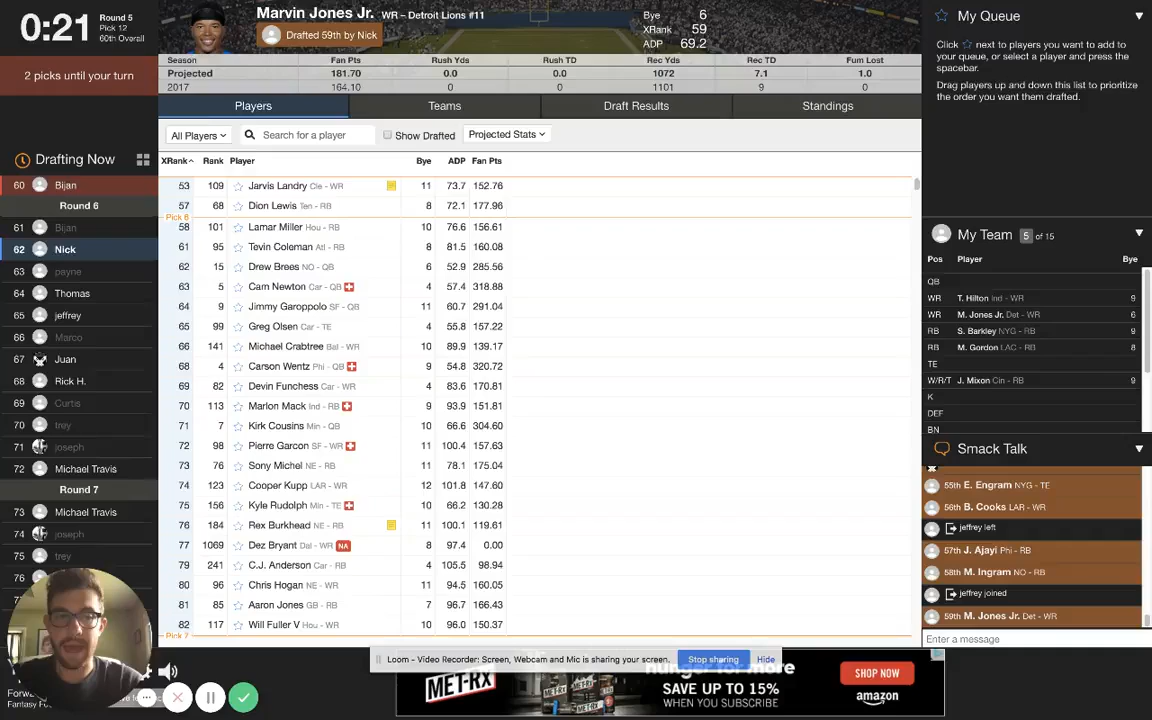 0:21
Round 5
Pick 12
60th Overall
2 picks until your turn
Drafting Now
60 Bijan
Round 6
61 Bijan
62 Nick
63 payne
64 Thomas
65 jeffrey
66 Marco
67 Juan
68 Rick H.
69 Curtis
70 trey
71 joseph
72 Michael Travis
Round 7
73 Michael Travis
74 joseph
75 trey
76
Marvin Jones Jr. WR – Detroit Lions #11
Drafted 59th by Nick
Bye 6
XRank 59
ADP 69.2
Season Fan Pts Rush Yds Rush TD Rec Yds Rec TD Fum Lost
Projected 181.70 0.0 0.0 1072 7.1 1.0
2017 164.10 0 0 1101 9 0
Players Teams Draft Results Standings
All Players Search for a player Show Drafted Projected Stats
XRank Rank Player Bye ADP Fan Pts
53 109 Jarvis Landry Cle - WR 11 73.7 152.76
57 68 Dion Lewis Ten - RB 8 72.1 177.96
Pick 6
58 101 Lamar Miller Hou - RB 10 76.6 156.61
61 95 Tevin Coleman Atl - RB 8 81.5 160.08
62 15 Drew Brees NO - QB 6 52.9 285.56
63 5 Cam Newton Car - QB 4 57.4 318.88
64 9 Jimmy Garoppolo SF - QB 11 60.7 291.04
65 99 Greg Olsen Car - TE 4 55.8 157.22
66 141 Michael Crabtree Bal - WR 10 89.9 139.17
68 4 Carson Wentz Phi - QB 9 54.8 320.72
69 82 Devin Funchess Car - WR 4 83.6 170.81
70 113 Marlon Mack Ind - RB 9 93.9 151.81
71 7 Kirk Cousins Min - QB 10 66.6 304.60
72 98 Pierre Garcon SF - WR 11 100.4 157.63
73 76 Sony Michel NE - RB 11 78.1 175.04
74 123 Cooper Kupp LAR - WR 12 101.8 147.60
75 156 Kyle Rudolph Min - TE 10 66.2 130.28
76 184 Rex Burkhead NE - RB 11 100.1 119.61
77 1069 Dez Bryant Dal - WR NA 8 97.4 0.00
79 241 C.J. Anderson Car - RB 4 105.5 98.94
80 96 Chris Hogan NE - WR 11 94.5 160.05
81 85 Aaron Jones GB - RB 7 96.7 166.43
82 117 Will Fuller V Hou - WR 10 96.0 150.37
Pick 7
My Queue
Click ☆ next to players you want to add to
your queue, or select a player and press the
spacebar.
Drag players up and down this list to prioritize
the order you want them drafted.
My Team 5 of 15
Pos Player Bye
QB
WR T. Hilton Ind - WR 9
WR M. Jones Jr. Det - WR 6
RB S. Barkley NYG - RB 9
RB M. Gordon LAC - RB 8
TE
W/R/T J. Mixon Cin - RB 9
K
DEF
BN
Smack Talk
55th E. Engram NYG - TE
56th B. Cooks LAR - WR
jeffrey left
57th J. Ajayi Phi - RB
58th M. Ingram NO - RB
jeffrey joined
59th M. Jones Jr. Det - WR
Enter a message
Loom – Video Recorder: Screen, Webcam and Mic is sharing your screen. Stop sharing Hide
MET-RX
hunger for more
SAVE UP TO 15%
WHEN YOU SUBSCRIBE
SHOP NOW
amazon